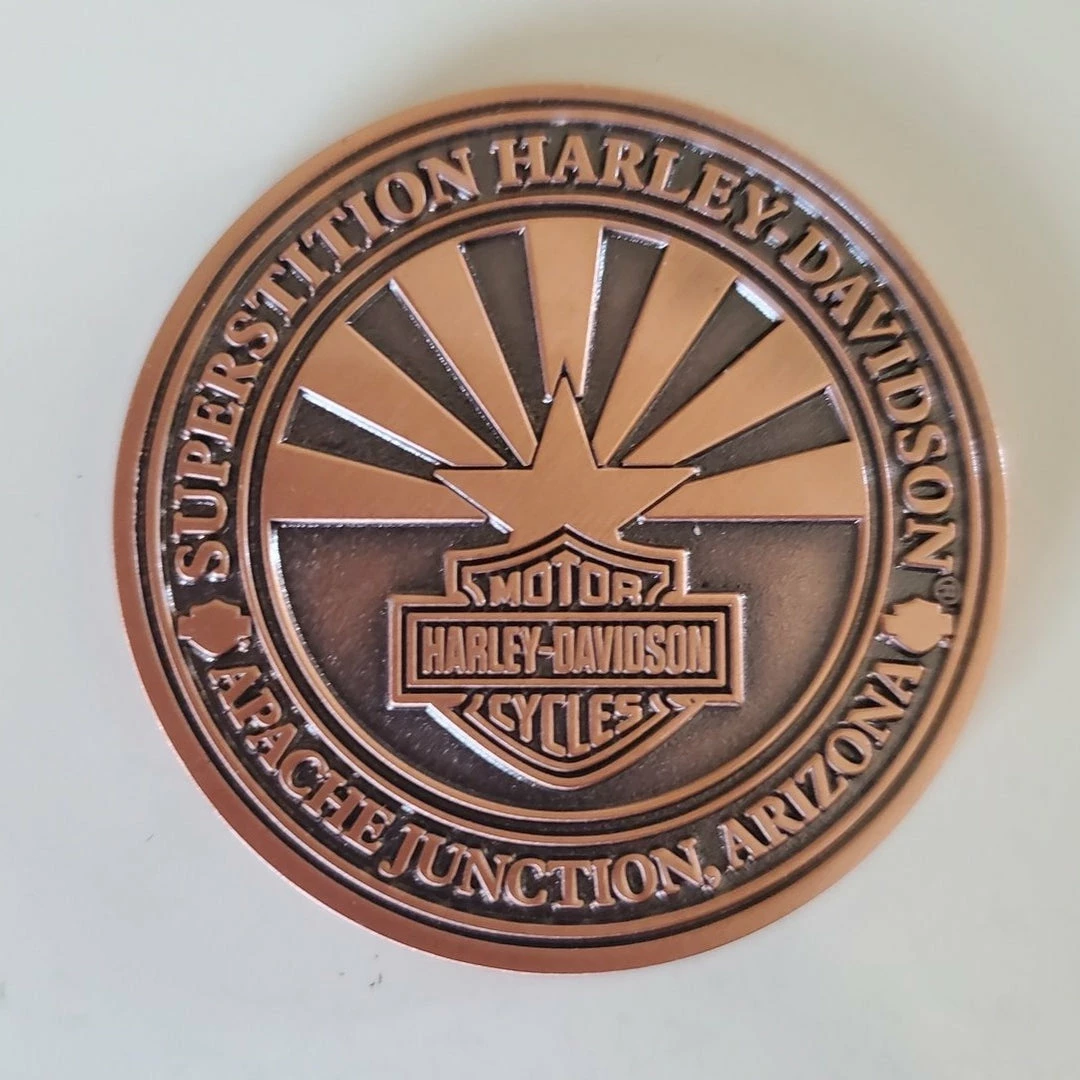 SUPERSTITION HARLEY-DAVIDSON®
MOTOR
HARLEY-DAVIDSON
CYCLES
APACHE JUNCTION, ARIZONA